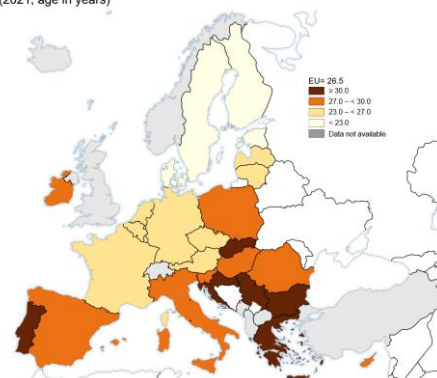 (2021, age in years)
EU= 26.5
≥ 30.0
27.0 – < 30.0
23.0 – < 27.0
< 23.0
Data not available